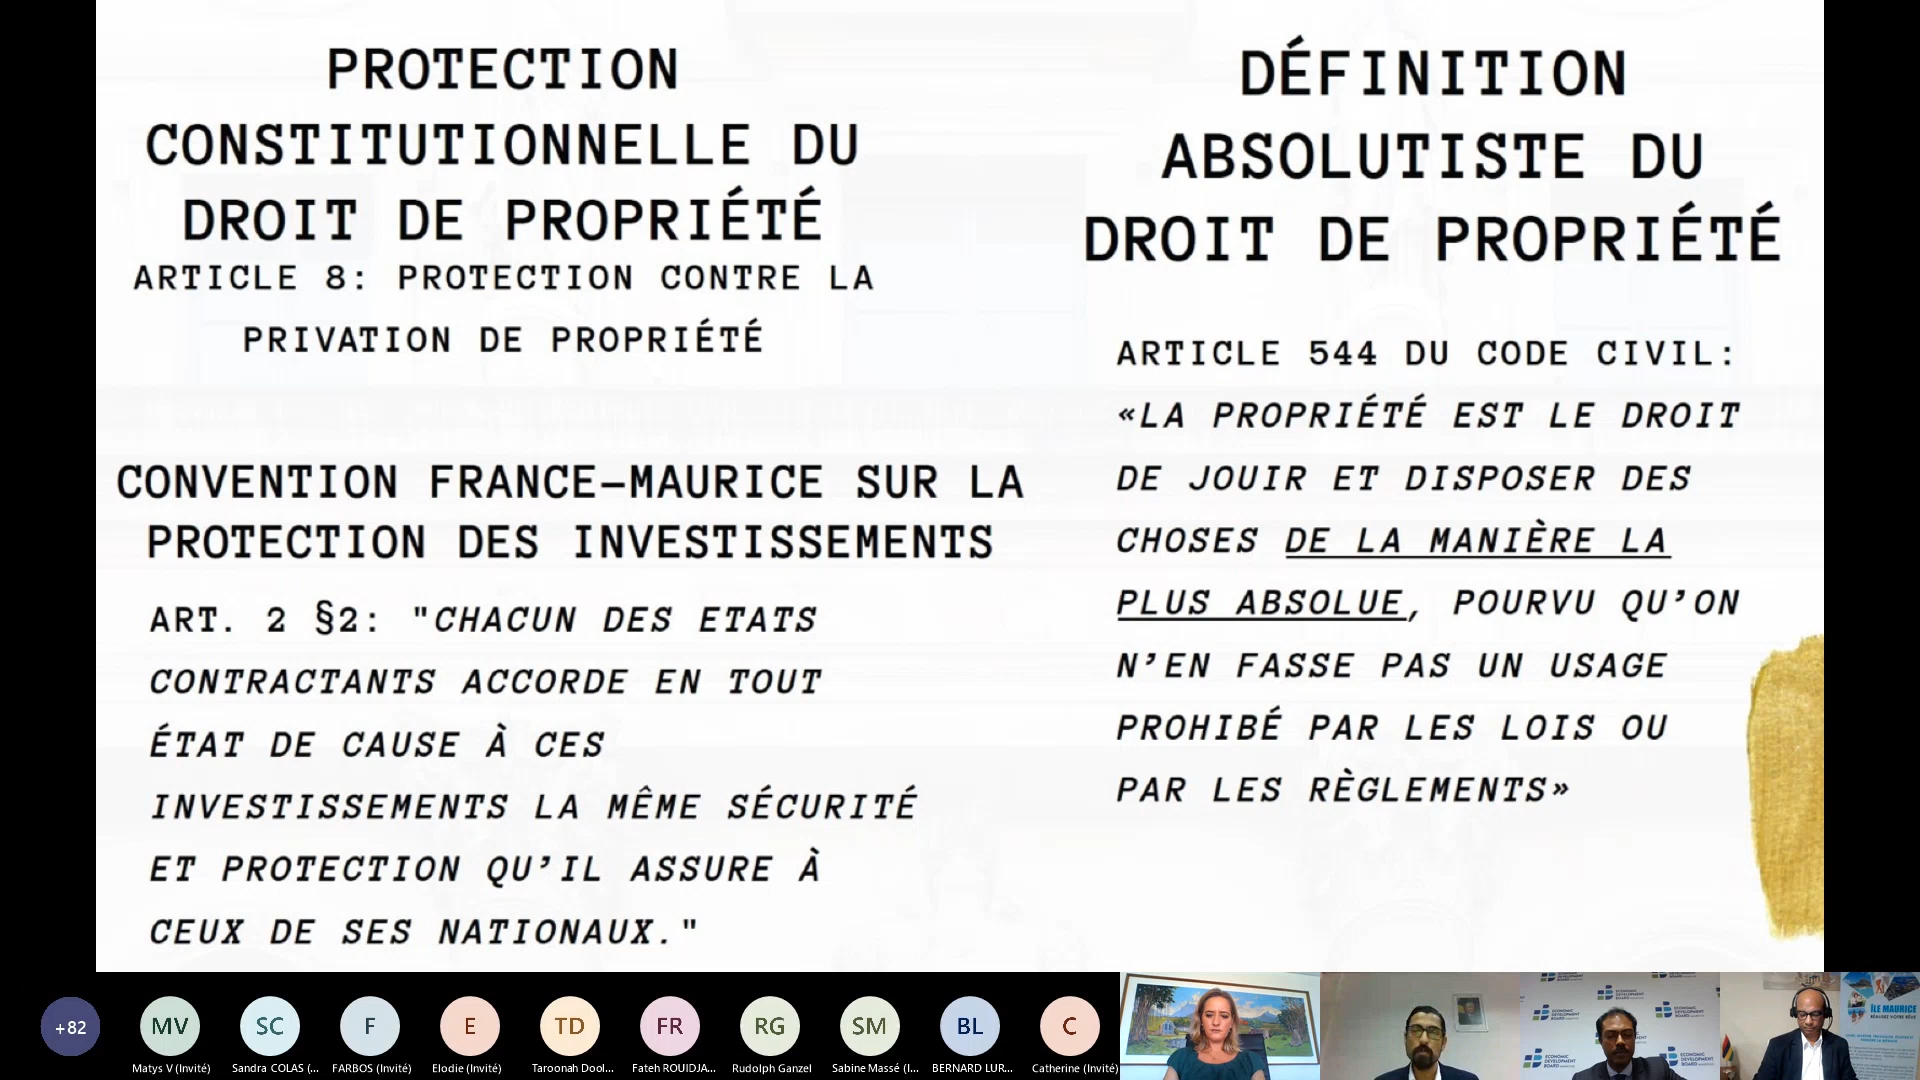 PROTECTION
CONSTITUTIONNELLE DU
DROIT DE PROPRIÉTÉ
ARTICLE 8: PROTECTION CONTRE LA
PRIVATION DE PROPRIÉTÉ
CONVENTION FRANCE–MAURICE SUR LA
PROTECTION DES INVESTISSEMENTS
ART. 2 §2: "CHACUN DES ETATS
CONTRACTANTS ACCORDE EN TOUT
ÉTAT DE CAUSE À CES
INVESTISSEMENTS LA MÊME SÉCURITÉ
ET PROTECTION QU’IL ASSURE À
CEUX DE SES NATIONAUX."
DÉFINITION
ABSOLUTISTE DU
DROIT DE PROPRIÉTÉ
ARTICLE 544 DU CODE CIVIL:
«LA PROPRIÉTÉ EST LE DROIT
DE JOUIR ET DISPOSER DES
CHOSES DE LA MANIÈRE LA
PLUS ABSOLUE, POURVU QU’ON
N’EN FASSE PAS UN USAGE
PROHIBÉ PAR LES LOIS OU
PAR LES RÈGLEMENTS»
+82
MV
SC
F
E
TD
FR
RG
SM
BL
C
Matys V (Invité)
Sandra COLAS (...
FARBOS (Invité)
Elodie (Invité)
Taroonah Dool...
Fateh ROUIDJA...
Rudolph Ganzel
Sabine Massé (I...
BERNARD LUR...
Catherine (Invité)
ECONOMIC
DEVELOPMENT
BOARD
ÎLE MAURICE